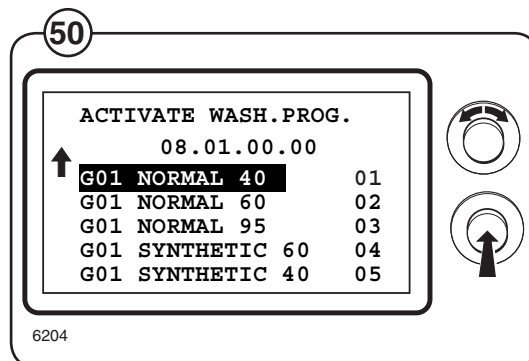 50
ACTIVATE WASH.PROG.
08.01.00.00
G01 NORMAL 40 01
G01 NORMAL 60 02
G01 NORMAL 95 03
G01 SYNTHETIC 60 04
G01 SYNTHETIC 40 05
6204